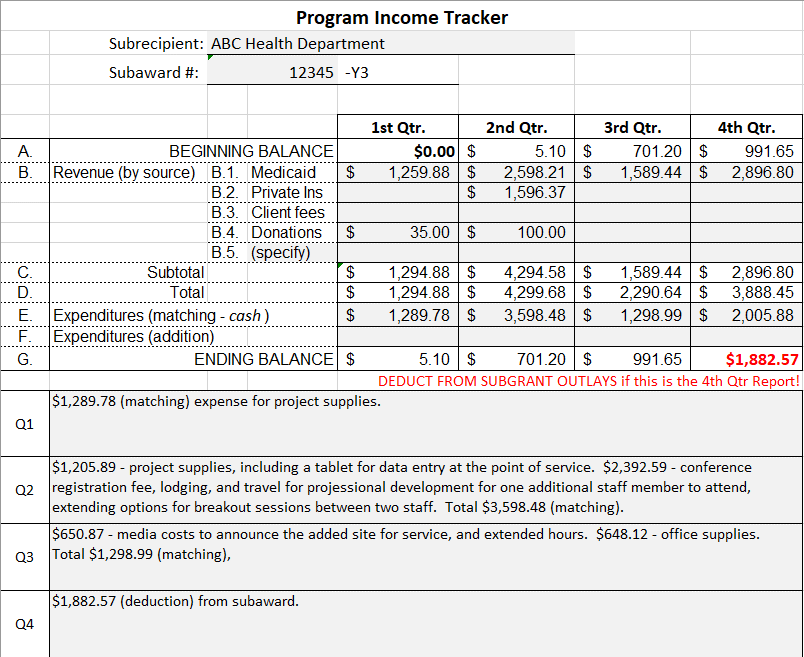 Program Income Tracker
Subrecipient: ABC Health Department
Subaward #: 12345 -Y3
1st Qtr. 2nd Qtr. 3rd Qtr. 4th Qtr.
A. BEGINNING BALANCE $0.00 $ 5.10 $ 701.20 $ 991.65
B. Revenue (by source) B.1. Medicaid $ 1,259.88 $ 2,598.21 $ 1,589.44 $ 2,896.80
B.2. Private Ins $ 1,596.37
B.3. Client fees
B.4. Donations $ 35.00 $ 100.00
B.5. (specify)
C. Subtotal $ 1,294.88 $ 4,294.58 $ 1,589.44 $ 2,896.80
D. Total $ 1,294.88 $ 4,299.68 $ 2,290.64 $ 3,888.45
E. Expenditures (matching - cash) $ 1,289.78 $ 3,598.48 $ 1,298.99 $ 2,005.88
F. Expenditures (addition)
G. ENDING BALANCE $ 5.10 $ 701.20 $ 991.65 $1,882.57
DEDUCT FROM SUBGRANT OUTLAYS if this is the 4th Qtr Report!
Q1 $1,289.78 (matching) expense for project supplies.
Q2 $1,205.89 - project supplies, including a tablet for data entry at the point of service. $2,392.59 - conference
registration fee, lodging, and travel for projessional development for one additional staff member to attend,
extending options for breakout sessions between two staff. Total $3,598.48 (matching).
Q3 $650.87 - media costs to announce the added site for service, and extended hours. $648.12 - office supplies.
Total $1,298.99 (matching),
Q4 $1,882.57 (deduction) from subaward.